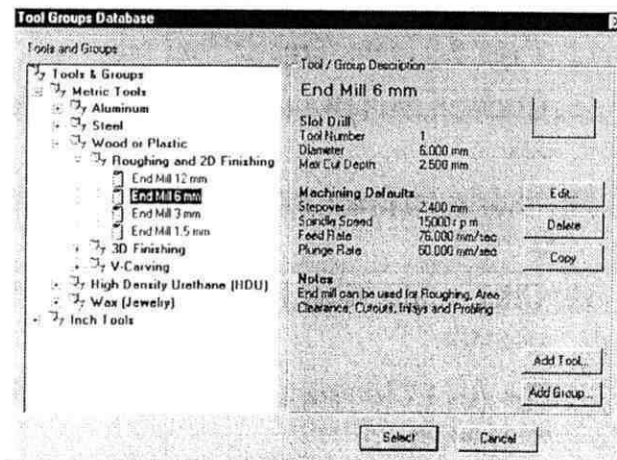 Tool Groups Database
Tools and Groups
Tools & Groups
Metric Tools
Aluminum
Steel
Wood or Plastic
Roughing and 2D Finishing
End Mill 12 mm
End Mill 6 mm
End Mill 3 mm
End Mill 1.5 mm
3D Finishing
V-Carving
High Density Urethane (HDU)
Wax (Jewelry)
Inch Tools
Tool / Group Description
End Mill 6 mm
Slot Drill
Tool Number 1
Diameter 6.000 mm
Max Cut Depth 2.500 mm
Machining Defaults
Stepover 2.400 mm
Spindle Speed 15000 r.p.m
Feed Rate 76.000 mm/sec
Plunge Rate 60.000 mm/sec
Notes
End mill can be used for Roughing, Area
Clearance, Cutouts, Inlays and Profiling
Edit...
Delete
Copy
Add Tool...
Add Group...
Select
Cancel